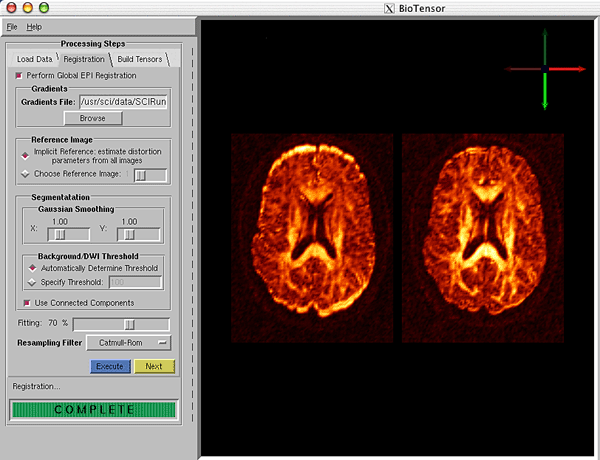 X BioTensor
File Help
Processing Steps
Load Data Registration Build Tensors
Perform Global EPI Registration
Gradients
Gradients File: /usr/sci/data/SCIRun
Browse
Reference Image
Implicit Reference: estimate distortion
parameters from all images
Choose Reference Image: 1
Segmentatation
Gaussian Smoothing
1.00 1.00
X: Y:
Background/DWI Threshold
Automatically Determine Threshold
Specify Threshold: 100
Use Connected Components
Fitting: 70 %
Resampling Filter Catmull-Rom
Execute Next
Registration...
COMPLETE